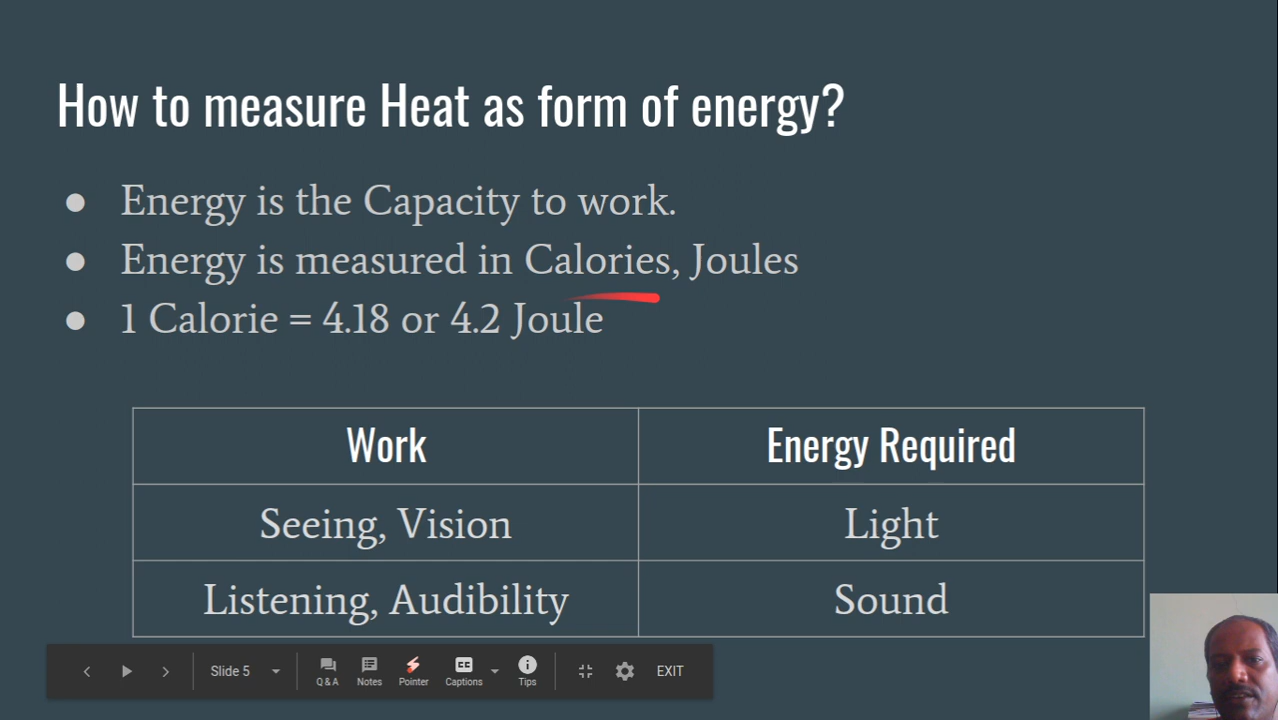 How to measure Heat as form of energy?
● Energy is the Capacity to work.
● Energy is measured in Calories, Joules
● 1 Calorie = 4.18 or 4.2 Joule
Work Energy Required
Seeing, Vision Light
Listening, Audibility Sound
Slide 5 Q & A Notes Pointer CC Captions Tips EXIT